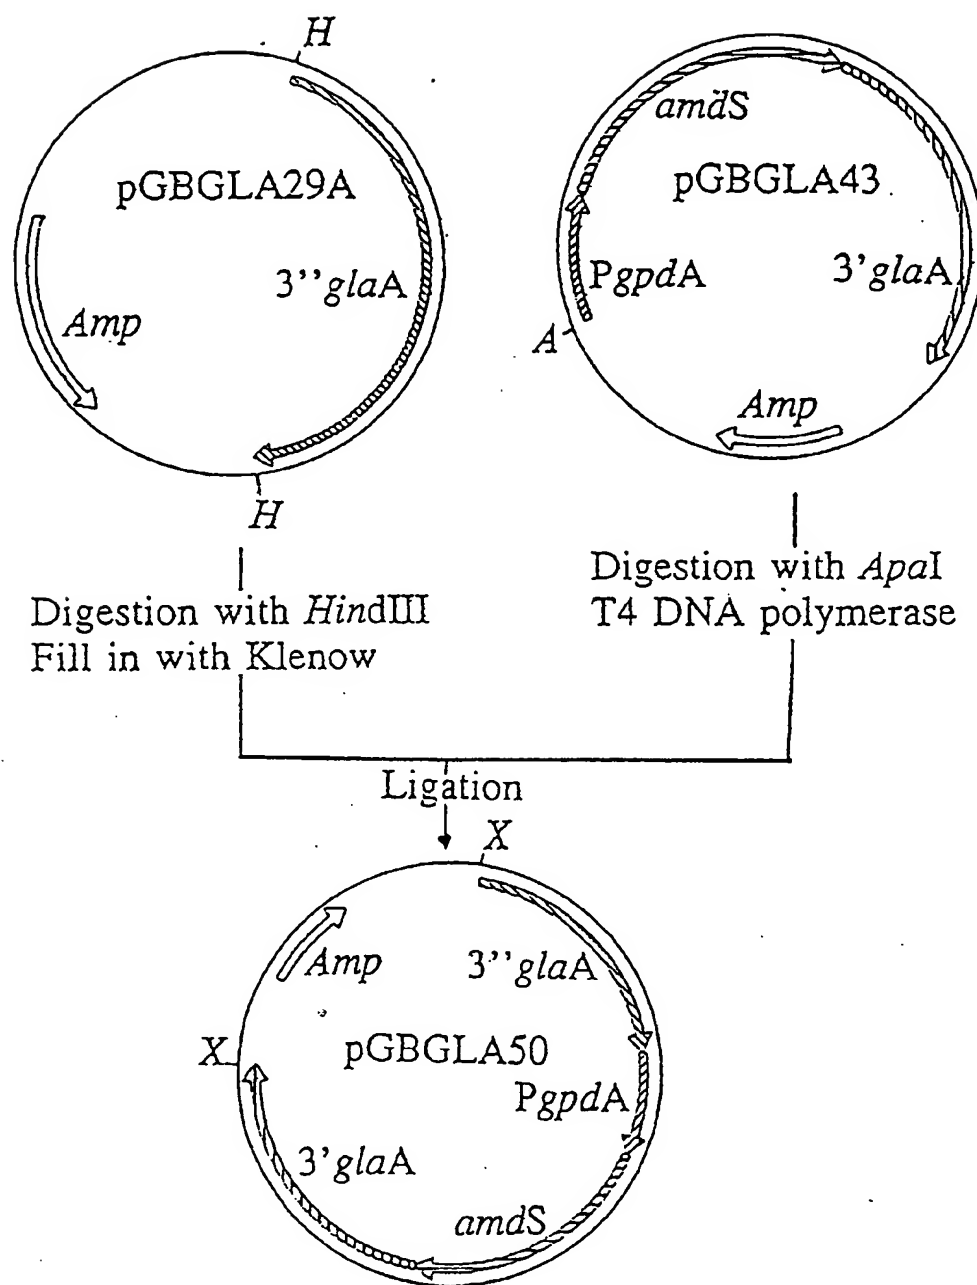 H
pGBGLA29A
3''glaA
Amp
H
amdS
pGBGLA43
PgpdA
3'glaA
A
Amp
Digestion with HindIII
Fill in with Klenow
Digestion with ApaI
T4 DNA polymerase
Ligation
X
Amp
3''glaA
X
pGBGLA50
PgpdA
3'glaA
amdS